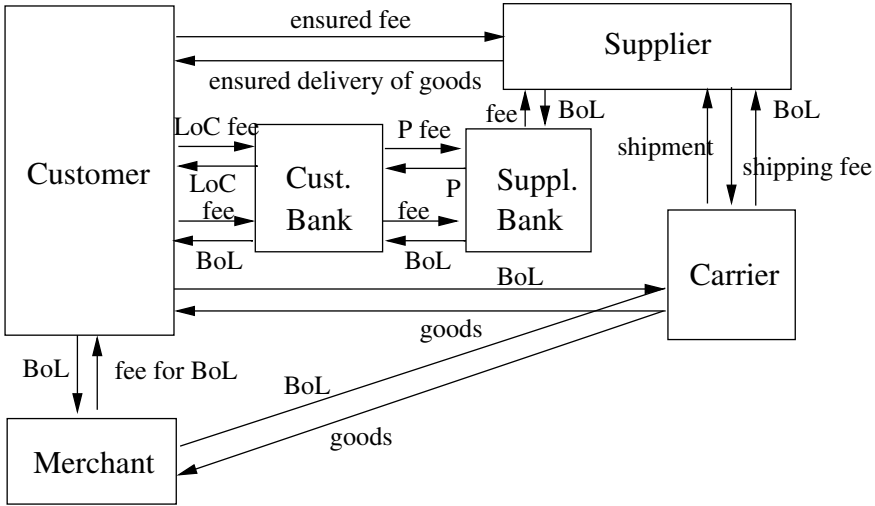 ensured fee
Supplier
ensured delivery of goods
fee
BoL
BoL
LoC fee
P fee
shipment
shipping fee
Customer
LoC
Cust.
Bank
P
Suppl.
Bank
fee
fee
BoL
BoL
Carrier
BoL
goods
BoL
fee for BoL
BoL
goods
Merchant